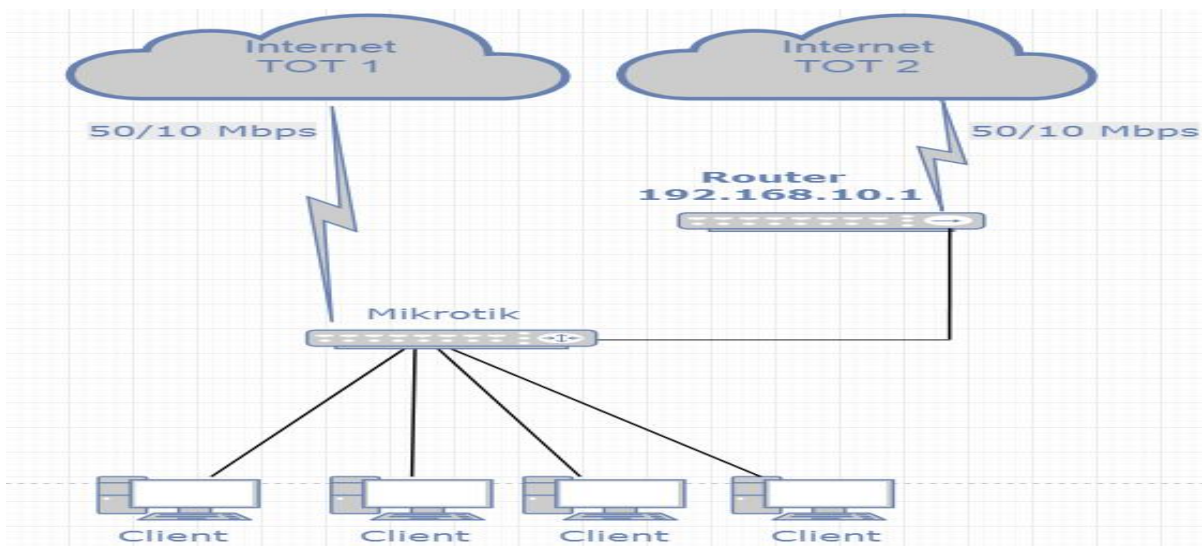 Internet
TOT 1
Internet
TOT 2
50/10 Mbps
50/10 Mbps
Router
192.168.10.1
Mikrotik
Client
Client
Client
Client